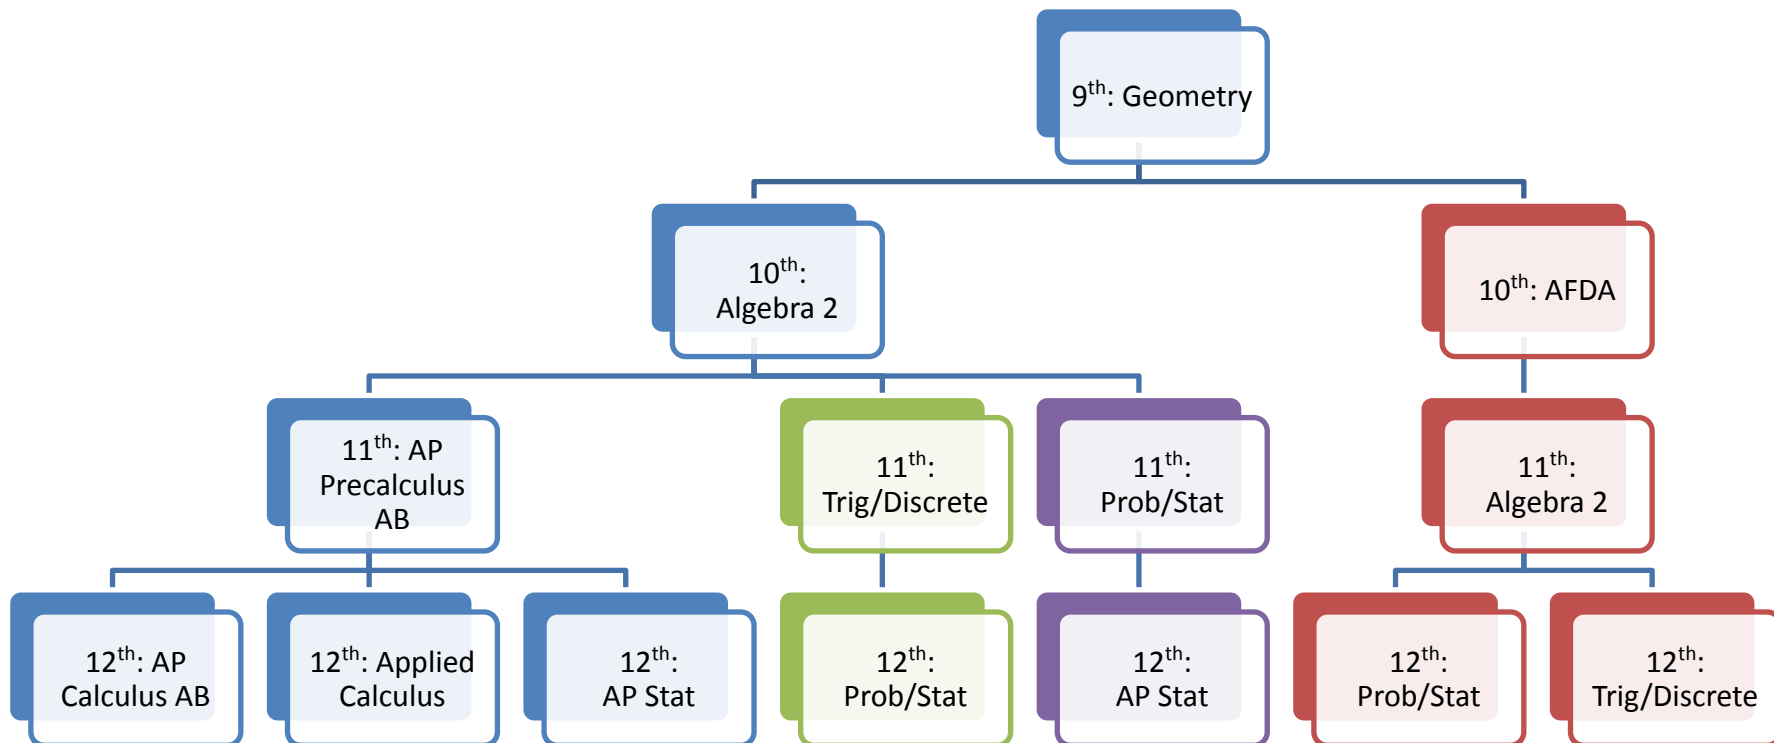 9th: Geometry
10th:
Algebra 2
10th: AFDA
11th: AP
Precalculus
AB
11th:
Trig/Discrete
11th:
Prob/Stat
11th:
Algebra 2
12th: AP
Calculus AB
12th: Applied
Calculus
12th:
AP Stat
12th:
Prob/Stat
12th:
AP Stat
12th:
Prob/Stat
12th:
Trig/Discrete